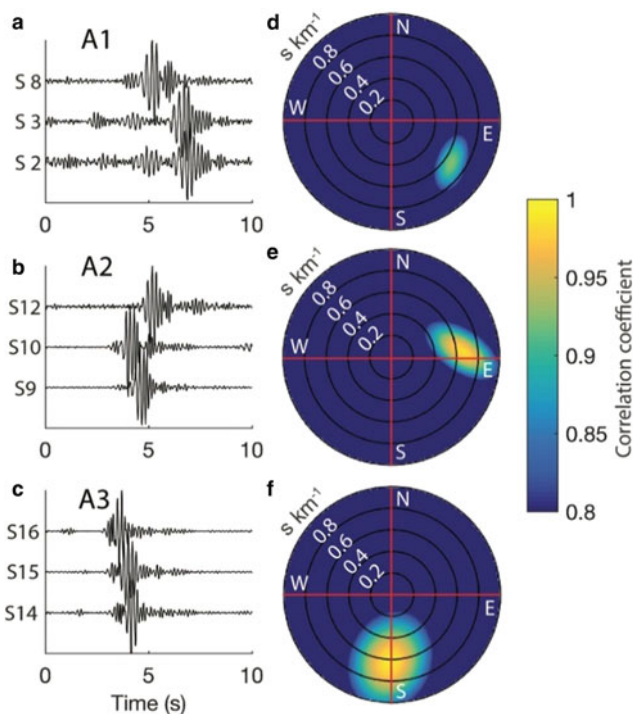 a A1
S 8
S 3
S 2
0 5 10
d
s km⁻¹
0.8
0.6
0.4
0.2
N
W
E
S
b A2
S12
S10
S9
0 5 10
e
s km⁻¹
0.8
0.6
0.4
0.2
N
W
E
S
c A3
S16
S15
S14
0 5 10
Time (s)
f
s km⁻¹
0.8
0.6
0.4
0.2
N
W
E
S
1
0.95
0.9
0.85
0.8
Correlation coefficient